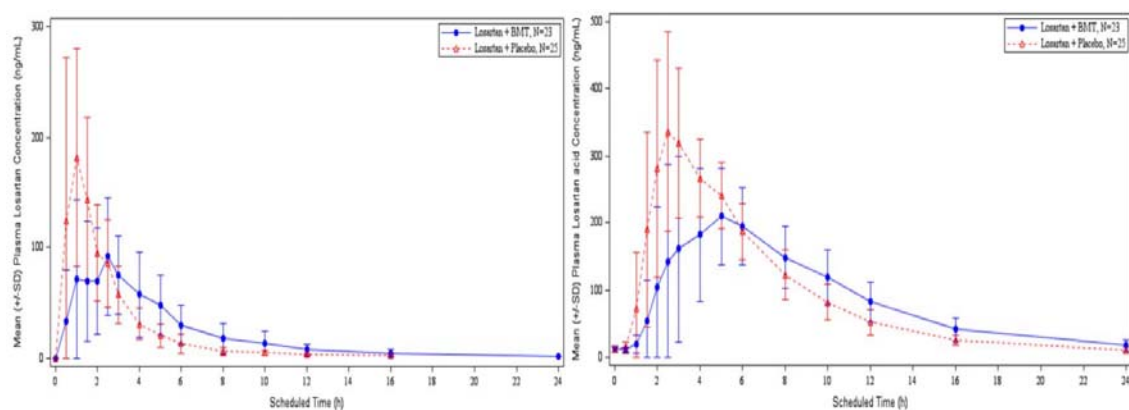 Mean (+/-SD) Plasma Losartan Concentration (ng/mL)
300
200
100
0
Losartan + BMT, N=23
Losartan + Placebo, N=25
0 2 4 6 8 10 12 14 16 18 20 22 24
Scheduled Time (h)
Mean (+/-SD) Plasma Losartan acid Concentration (ng/mL)
500
400
300
200
100
0
Losartan + BMT, N=23
Losartan + Placebo, N=25
0 2 4 6 8 10 12 14 16 18 20 22 24
Scheduled Time (h)